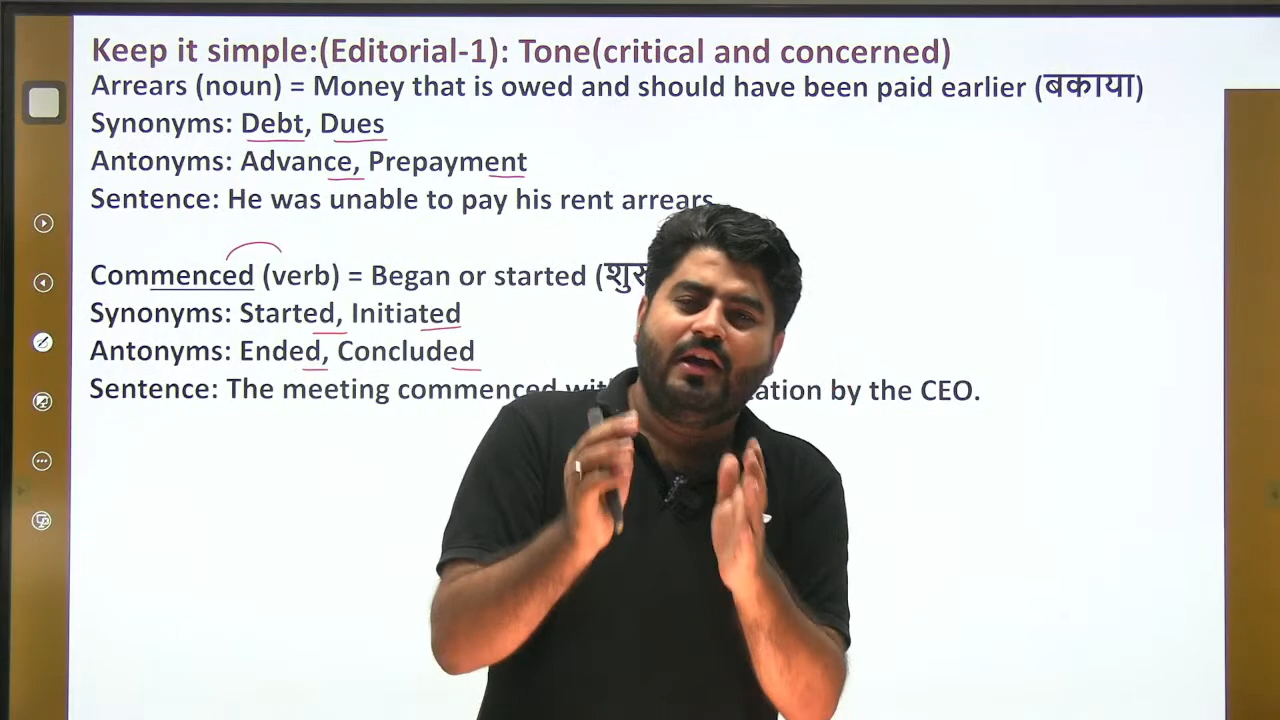 Keep it simple:(Editorial-1): Tone(critical and concerned)
Arrears (noun) = Money that is owed and should have been paid earlier (बकाया)
Synonyms: Debt, Dues
Antonyms: Advance, Prepayment
Sentence: He was unable to pay his rent arrears
Commenced (verb) = Began or started
Synonyms: Started, Initiated
Antonyms: Ended, Concluded
Sentence: The meeting commenced by the CEO.